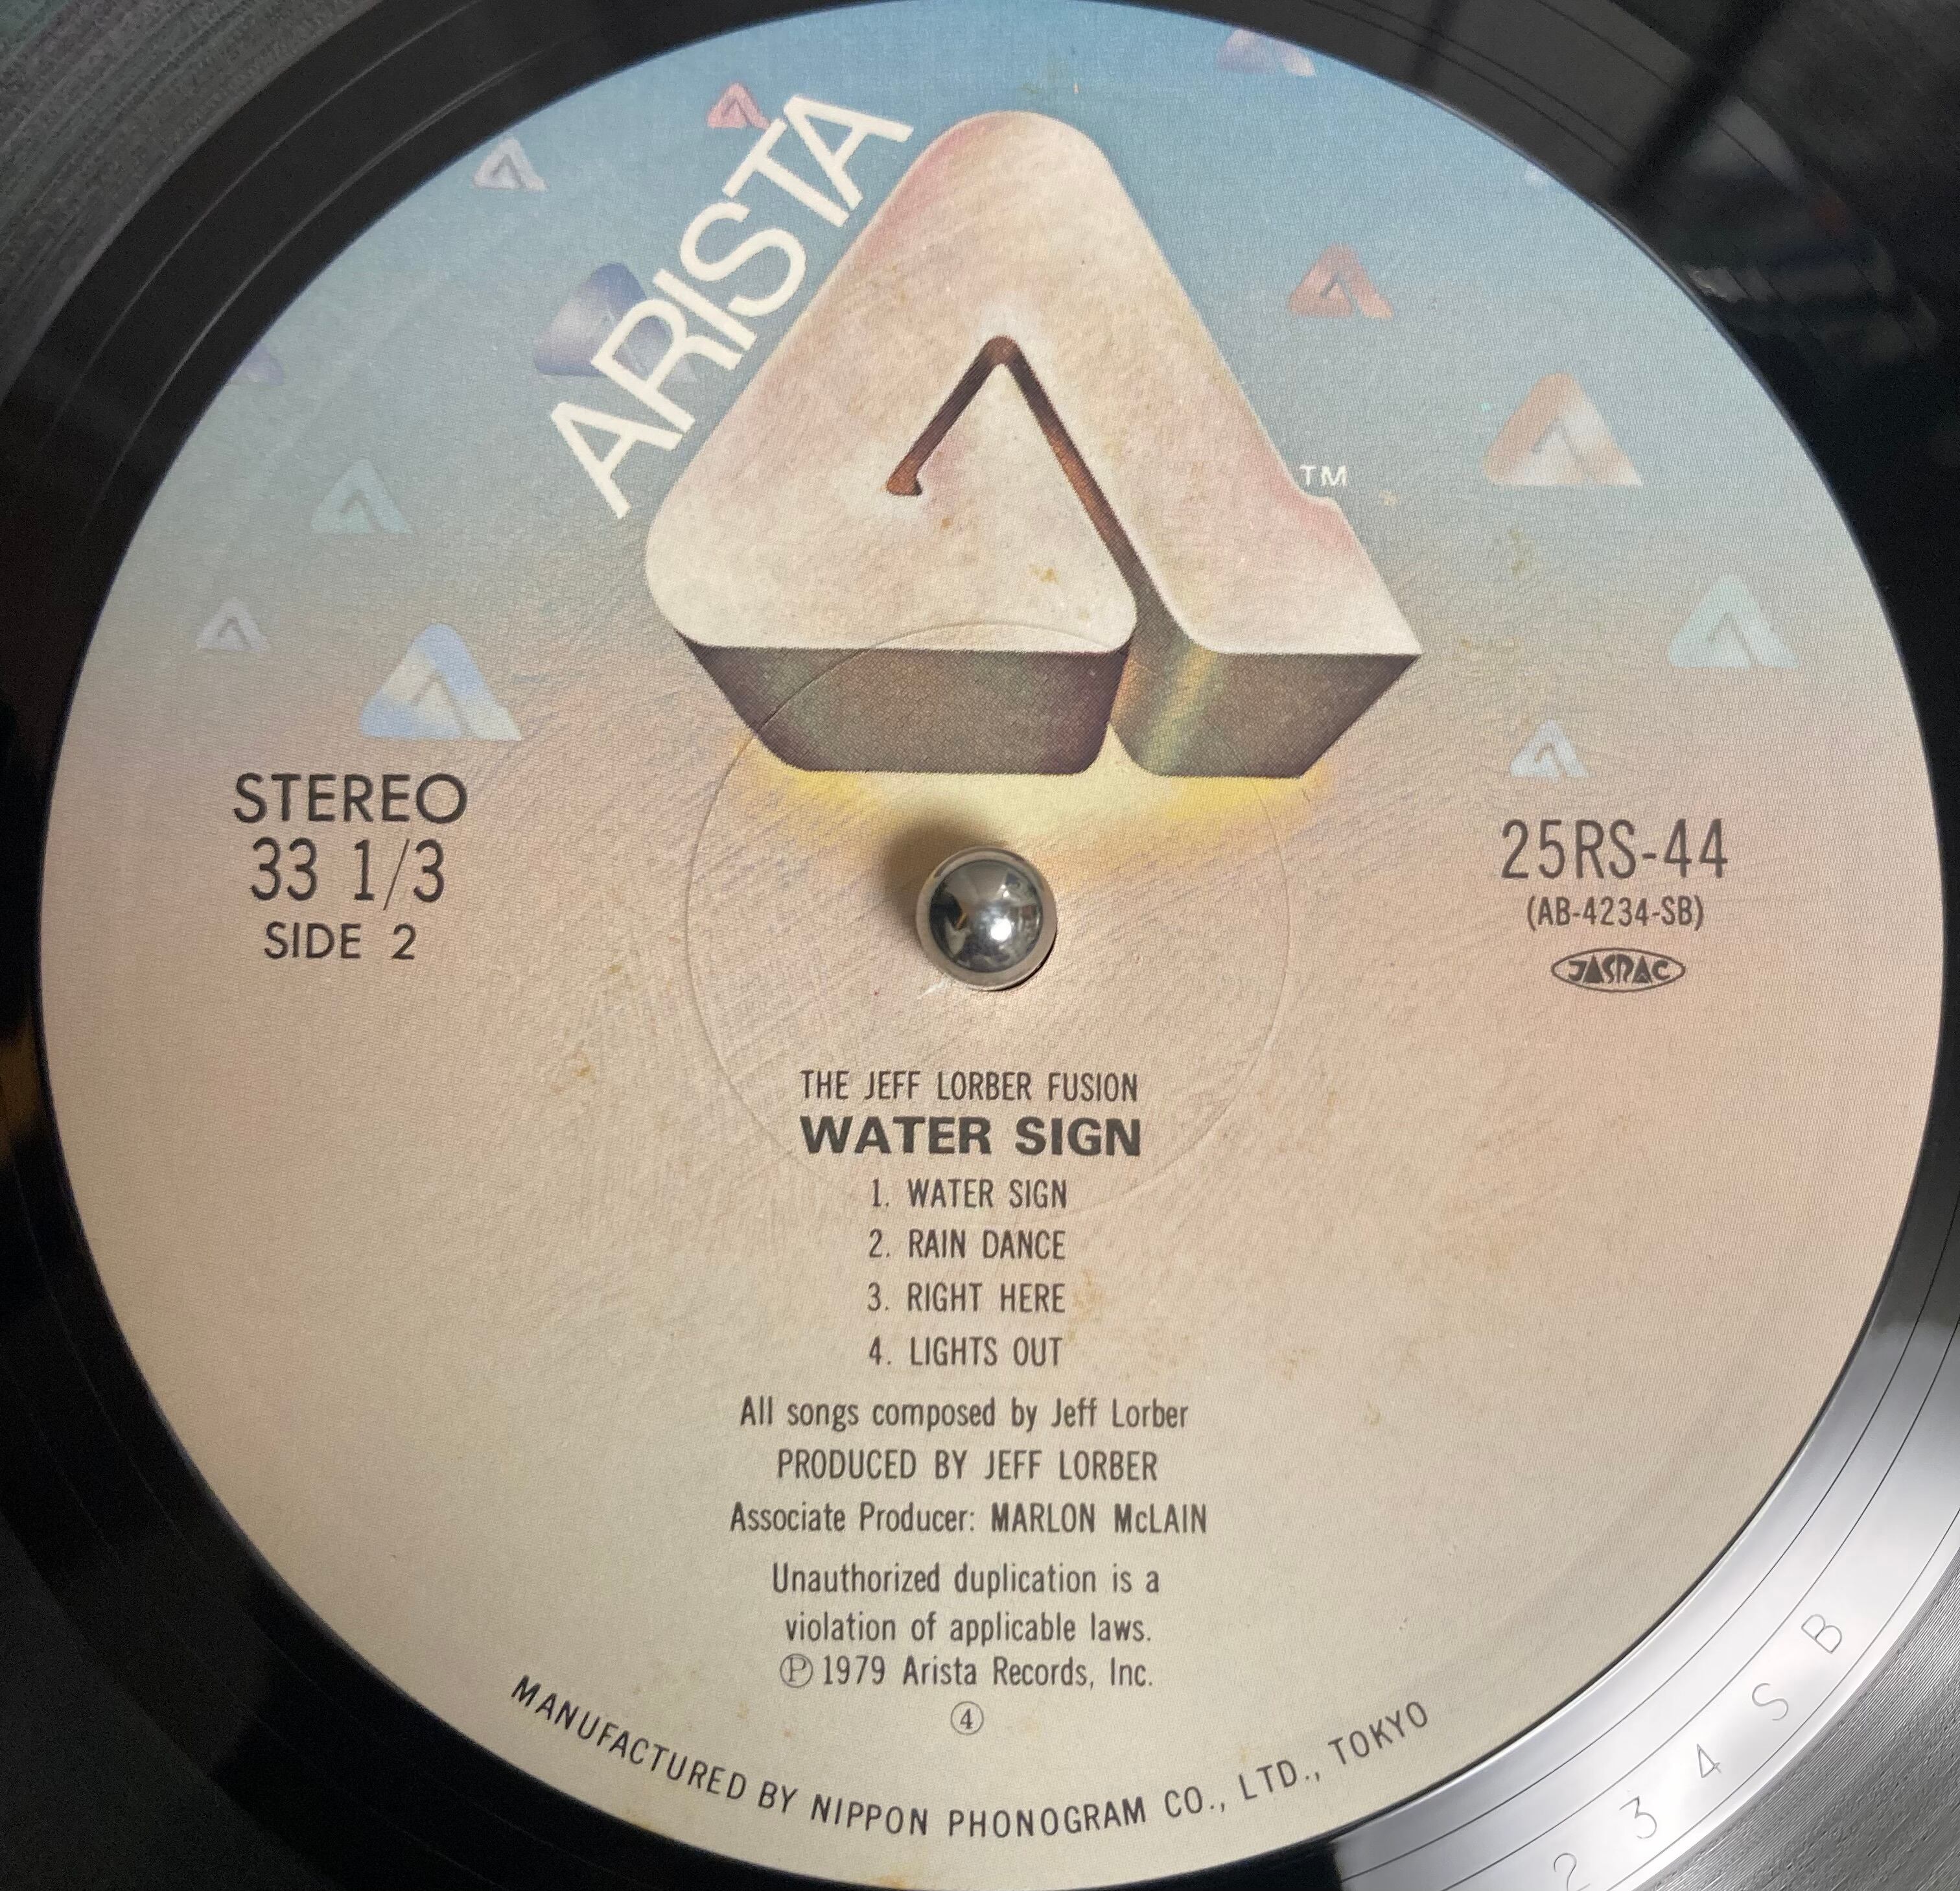 ARISTA
TM
STEREO
33 1/3
SIDE 2
25RS-44
(AB-4234-SB)
JASRAC
THE JEFF LORBER FUSION
WATER SIGN
1. WATER SIGN
2. RAIN DANCE
3. RIGHT HERE
4. LIGHTS OUT
All songs composed by Jeff Lorber
PRODUCED BY JEFF LORBER
Associate Producer: MARLON McLAIN
Unauthorized duplication is a
violation of applicable laws.
Ⓟ1979 Arista Records, Inc.
④
MANUFACTURED BY NIPPON PHONOGRAM CO., LTD., TOKYO
2 3 4 S B